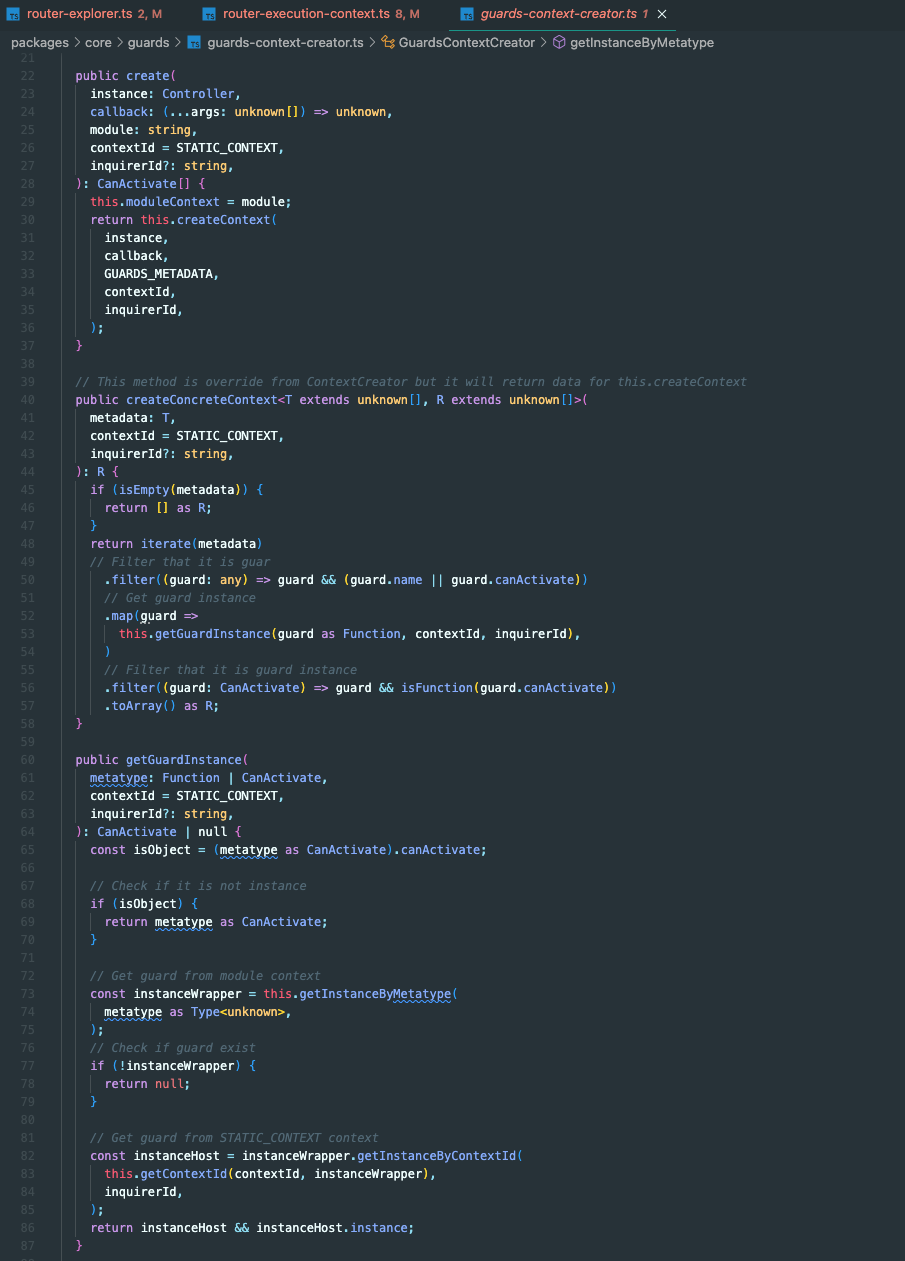 router-explorer.ts 2, M router-execution-context.ts 8, M guards-context-creator.ts 1
packages > core > guards > guards-context-creator.ts > GuardsContextCreator > getInstanceByMetatype
21
22 public create(
23 instance: Controller,
24 callback: (...args: unknown[]) => unknown,
25 module: string,
26 contextId = STATIC_CONTEXT,
27 inquirerId?: string,
28 ): CanActivate[] {
29 this.moduleContext = module;
30 return this.createContext(
31 instance,
32 callback,
33 GUARDS_METADATA,
34 contextId,
35 inquirerId,
36 );
37 }
38
39 // This method is override from ContextCreator but it will return data for this.createContext
40 public createConcreteContext<T extends unknown[], R extends unknown[]>(
41 metadata: T,
42 contextId = STATIC_CONTEXT,
43 inquirerId?: string,
44 ): R {
45 if (isEmpty(metadata)) {
46 return [] as R;
47 }
48 return iterate(metadata)
49 // Filter that it is guar
50 .filter((guard: any) => guard && (guard.name || guard.canActivate))
51 // Get guard instance
52 .map(guard =>
53 this.getGuardInstance(guard as Function, contextId, inquirerId),
54 )
55 // Filter that it is guard instance
56 .filter((guard: CanActivate) => guard && isFunction(guard.canActivate))
57 .toArray() as R;
58 }
59
60 public getGuardInstance(
61 metatype: Function | CanActivate,
62 contextId = STATIC_CONTEXT,
63 inquirerId?: string,
64 ): CanActivate | null {
65 const isObject = (metatype as CanActivate).canActivate;
66
67 // Check if it is not instance
68 if (isObject) {
69 return metatype as CanActivate;
70 }
71
72 // Get guard from module context
73 const instanceWrapper = this.getInstanceByMetatype(
74 metatype as Type<unknown>,
75 );
76 // Check if guard exist
77 if (!instanceWrapper) {
78 return null;
79 }
80
81 // Get guard from STATIC_CONTEXT context
82 const instanceHost = instanceWrapper.getInstanceByContextId(
83 this.getContextId(contextId, instanceWrapper),
84 inquirerId,
85 );
86 return instanceHost && instanceHost.instance;
87 }